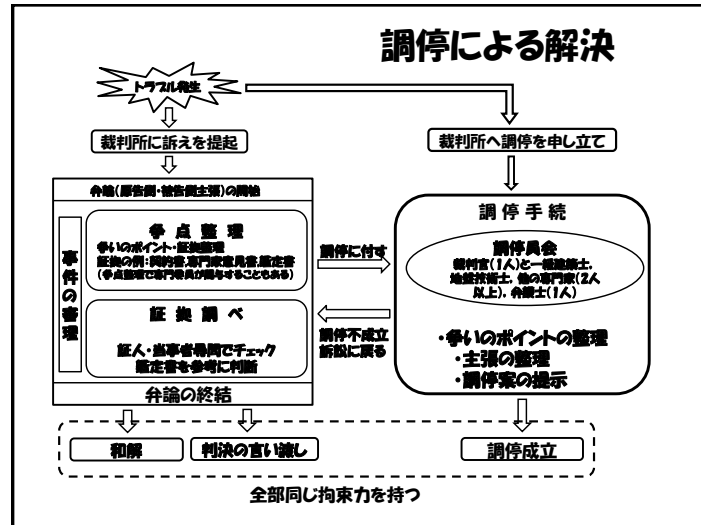 調停による解決
トラブル発生
裁判所に訴えを提起
裁判所へ調停を申し立て
弁論(原告側・被告側主張)の開始
事件の審理
争点整理
争いのポイント・証拠整理
証拠の例:契約書、専門家意見書、鑑定書
(争点整理で専門委員が関与することもある)
証拠調べ
証人・当事者尋問でチェック
鑑定書を参考に判断
弁論の終結
調停に付す
調停不成立
訴訟に戻る
調停手続
調停員会
裁判官(1人)と一級建築士,
地盤技術士, 他の専門家(2人
以上), 弁護士(1人)
・争いのポイントの整理
・主張の整理
・調停案の提示
和解
判決の言い渡し
調停成立
全部同じ拘束力を持つ